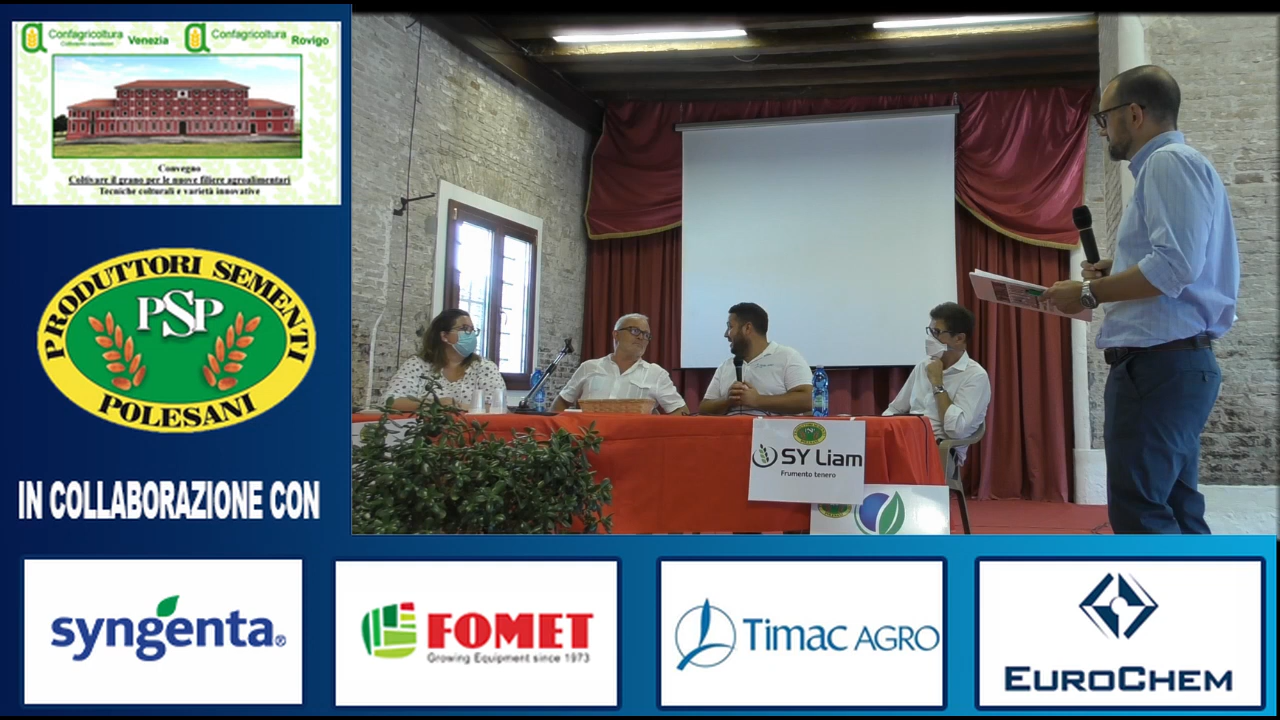 Confagricoltura
Venezia
Confagricoltura
Rovigo
Convegno
Coltivare il grano per le nuove filiere agroalimentari
Tecniche colturali e varietà innovative
PRODUTTORI SEMENTI
PSP
POLESANI
IN COLLABORAZIONE CON
PSP
SY Liam
Frumento tenero
syngenta®
FOMET
Growing Equipment since 1973
TIMAC AGRO
EUROCHEM